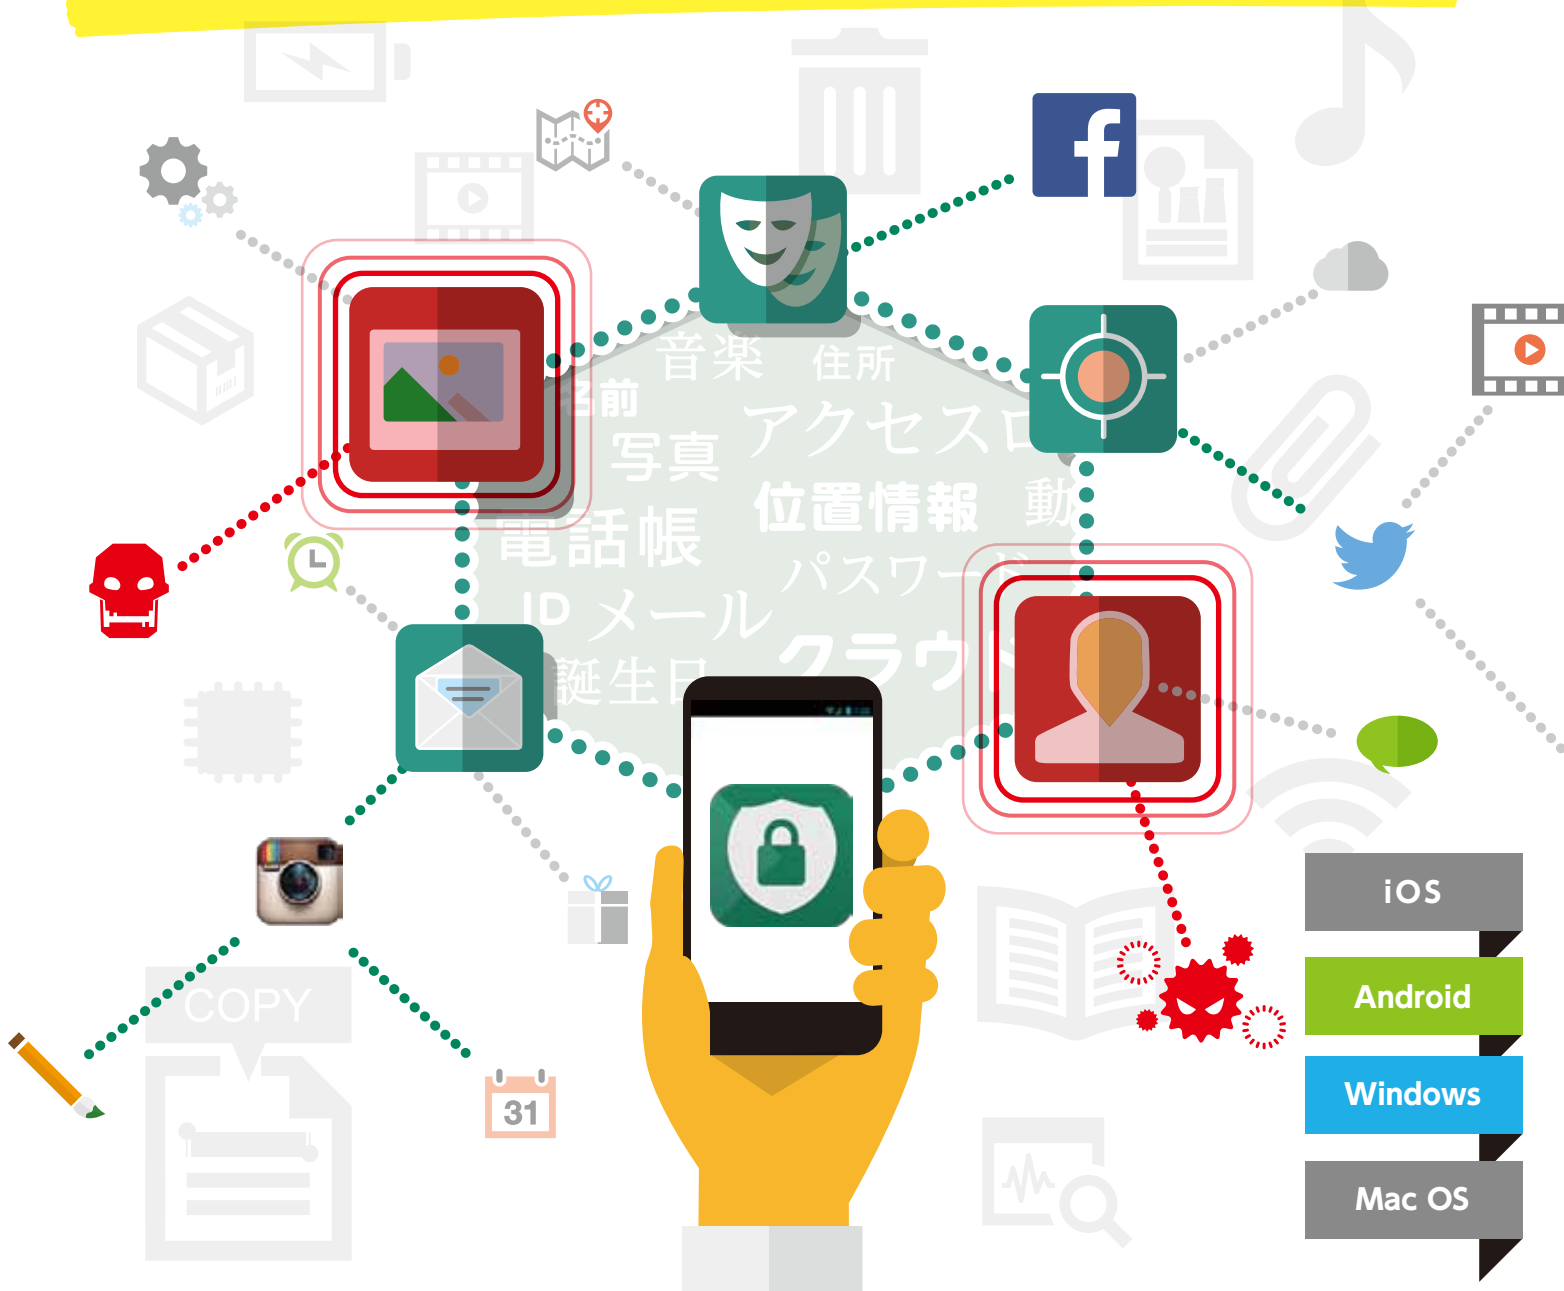 音楽 住所
名前
写真 アクセスロ
位置情報 動
電話帳
パスワード
ID メール
クラウド
誕生日
iOS
Android
COPY
Windows
31
Mac OS